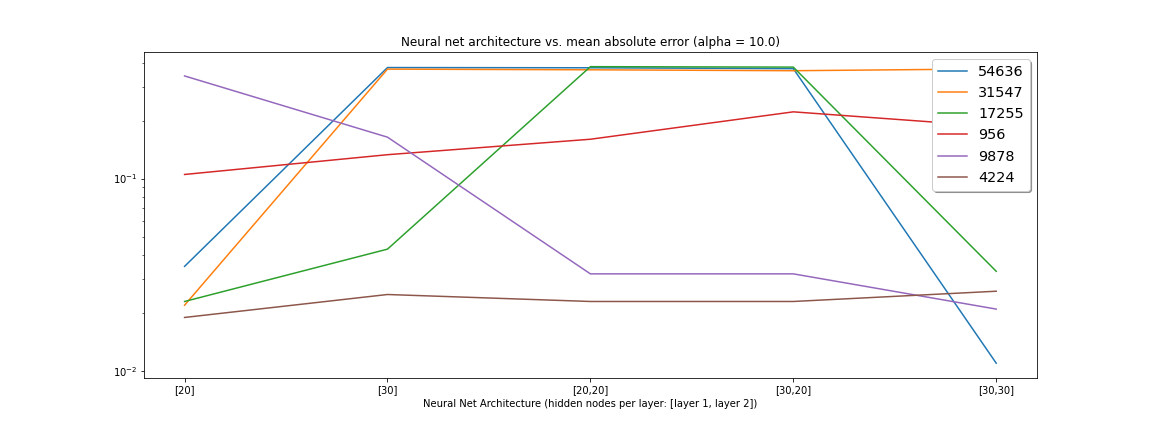 Neural net architecture vs. mean absolute error (alpha = 10.0)
54636
31547
17255
956
9878
4224
10⁻¹
10⁻²
[20] [30] [20,20] [30,20] [30,30]
Neural Net Architecture (hidden nodes per layer: [layer 1, layer 2])